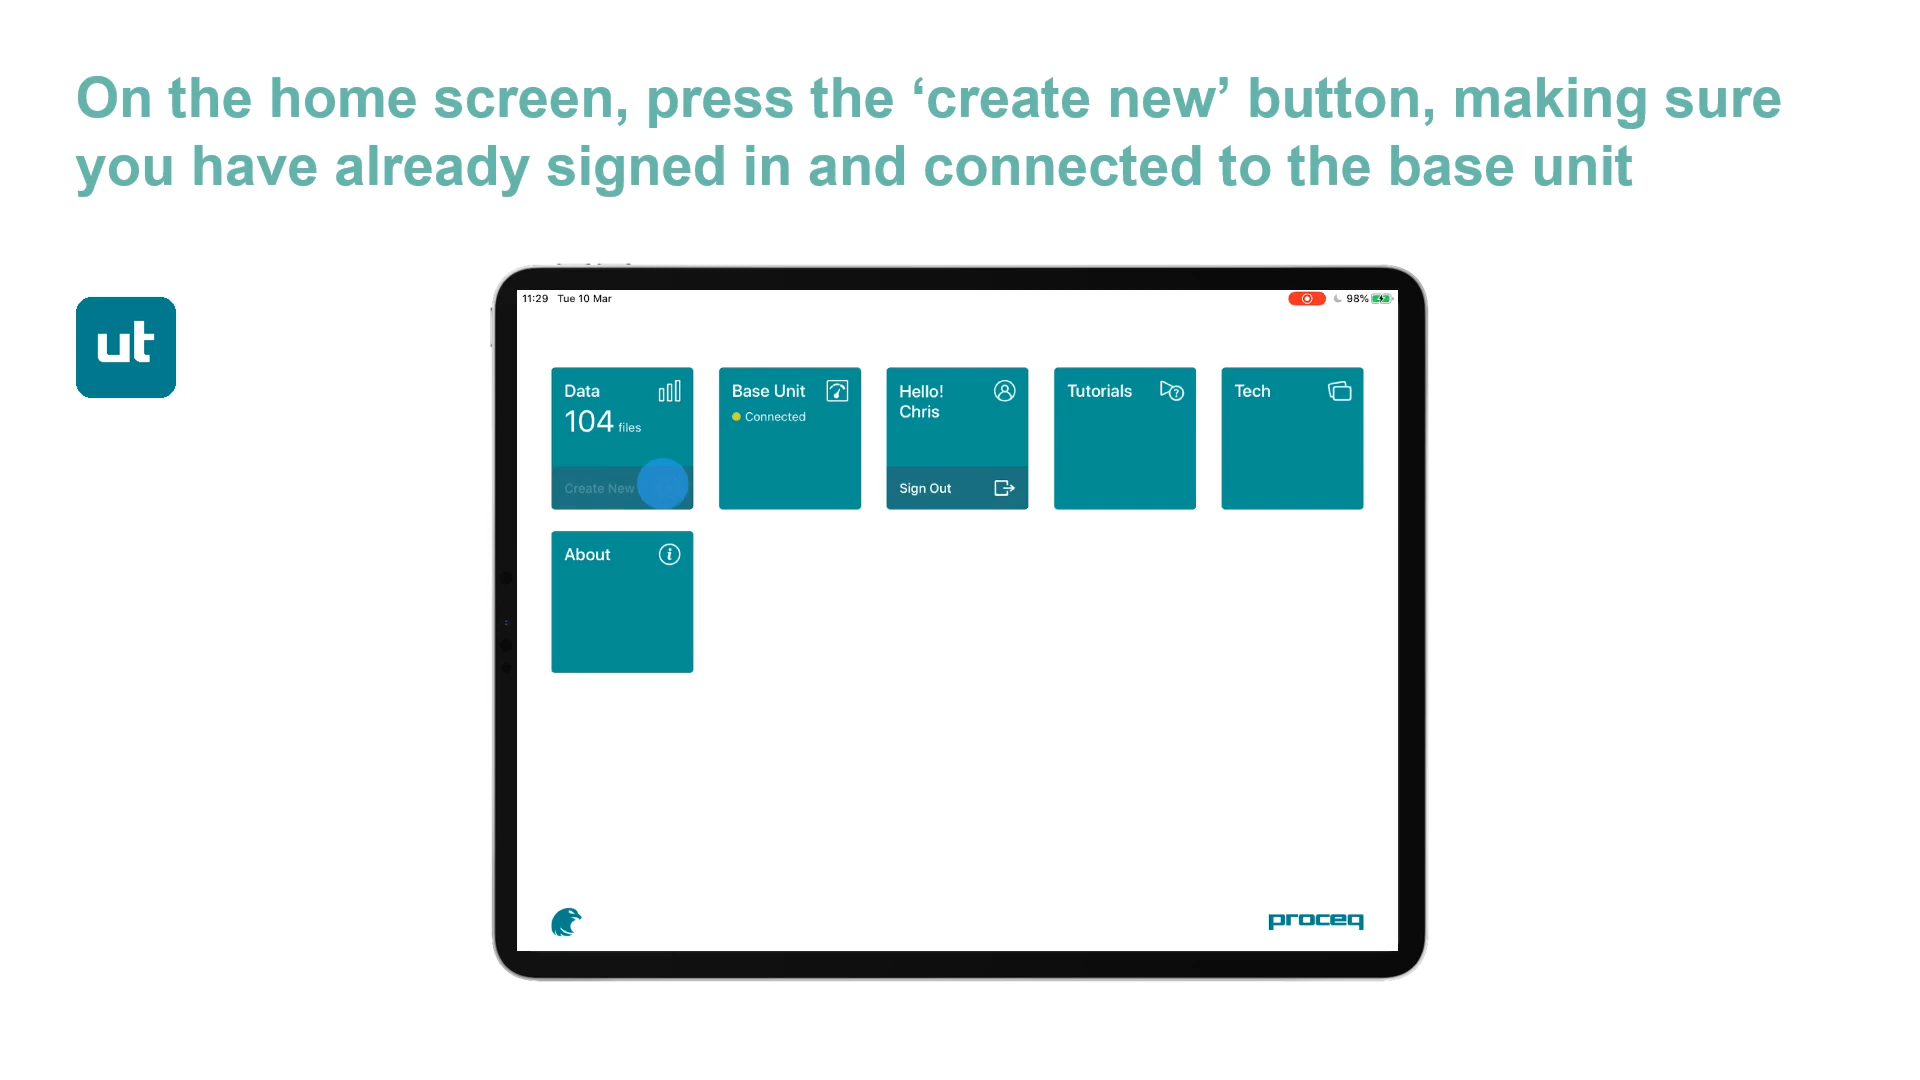 On the home screen, press the ‘create new’ button, making sure
you have already signed in and connected to the base unit
ut
11:29 Tue 10 Mar
98%
Data
104 files
Create New
Base Unit
Connected
Hello!
Chris
Sign Out
Tutorials
Tech
About
proceq